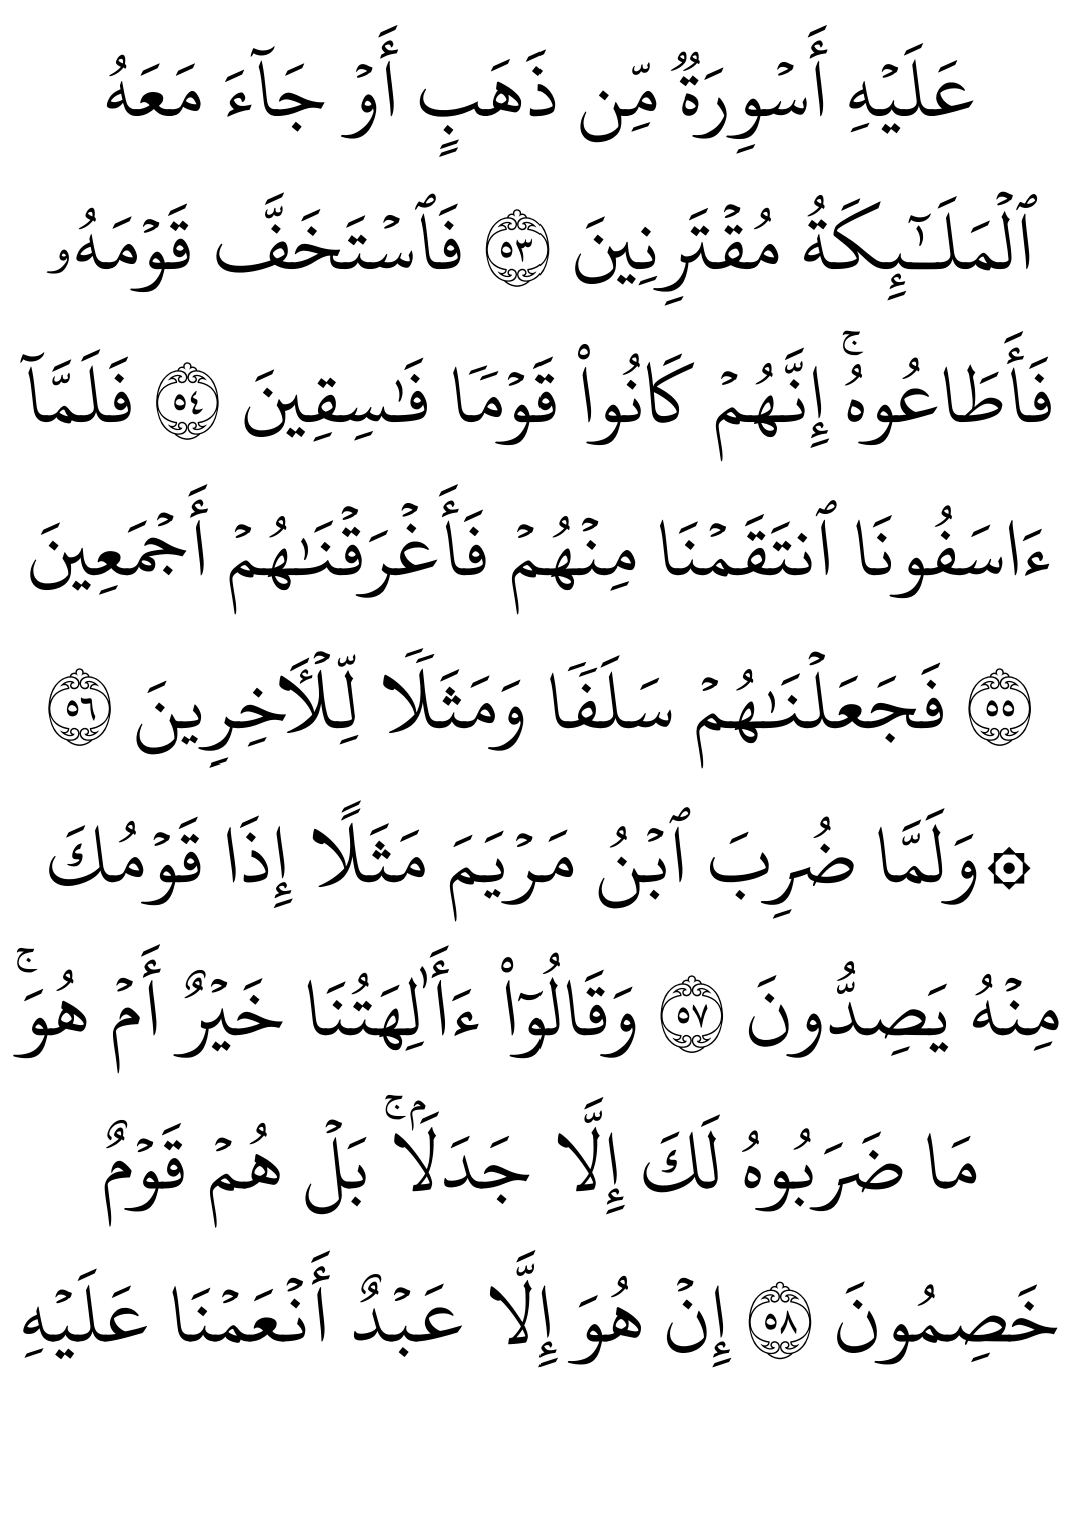 عَلَيۡهِ أَسۡوِرَةٞ مِّن ذَهَبٍ أَوۡ جَآءَ مَعَهُ
ٱلۡمَلَـٰٓئِكَةُ مُقۡتَرِنِينَ ٥٣ فَٱسۡتَخَفَّ قَوۡمَهُۥ
فَأَطَاعُوهُۚ إِنَّهُمۡ كَانُواْ قَوۡمٗا فَـٰسِقِينَ ٥٤ فَلَمَّآ
ءَاسَفُونَا ٱنتَقَمۡنَا مِنۡهُمۡ فَأَغۡرَقۡنَـٰهُمۡ أَجۡمَعِينَ
٥٥ فَجَعَلۡنَـٰهُمۡ سَلَفٗا وَمَثَلٗا لِّلۡأَخِرِينَ ٥٦
۞وَلَمَّا ضُرِبَ ٱبۡنُ مَرۡيَمَ مَثَلًا إِذَا قَوۡمُكَ
مِنۡهُ يَصِدُّونَ ٥٧ وَقَالُوٓاْ ءَأَٰلِهَتُنَا خَيۡرٌ أَمۡ هُوَۚ
مَا ضَرَبُوهُ لَكَ إِلَّا جَدَلَۢاۚ بَلۡ هُمۡ قَوۡمٌ
خَصِمُونَ ٥٨ إِنۡ هُوَ إِلَّا عَبۡدٌ أَنۡعَمۡنَا عَلَيۡهِ